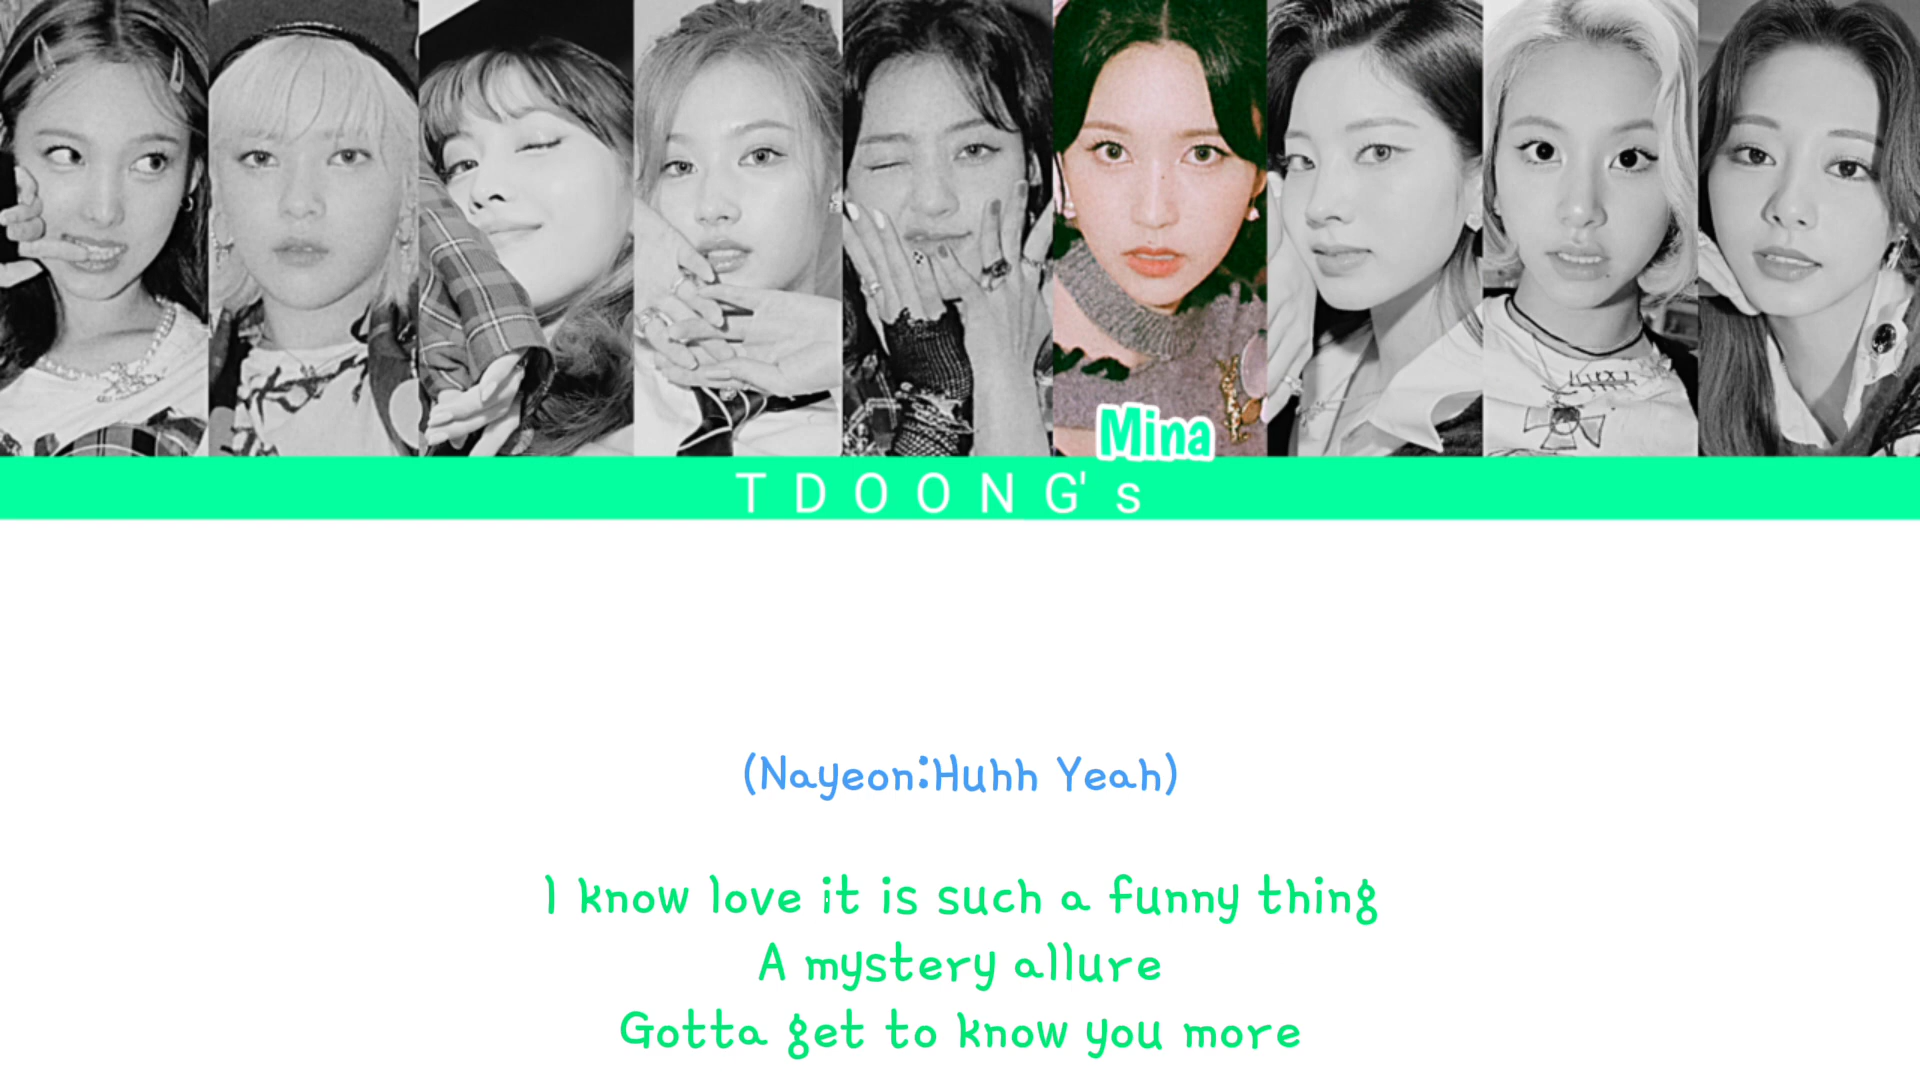 Mina
T D O O N G' s
(Nayeon:Huhh Yeah)
I know love it is such a funny thing
A mystery allure
Gotta get to know you more